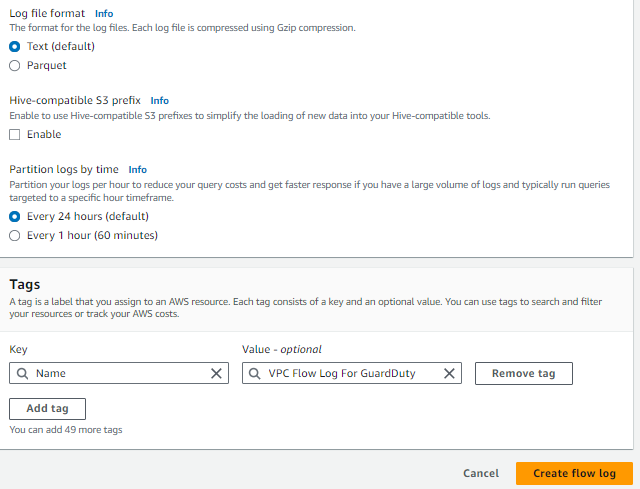 Log file format Info
The format for the log files. Each log file is compressed using Gzip compression.
Text (default)
Parquet
Hive-compatible S3 prefix Info
Enable to use Hive-compatible S3 prefixes to simplify the loading of new data into your Hive-compatible tools.
Enable
Partition logs by time Info
Partition your logs per hour to reduce your query costs and get faster response if you have a large volume of logs and typically run queries
targeted to a specific hour timeframe.
Every 24 hours (default)
Every 1 hour (60 minutes)
Tags
A tag is a label that you assign to an AWS resource. Each tag consists of a key and an optional value. You can use tags to search and filter
your resources or track your AWS costs.
Key Value - optional
Name VPC Flow Log For GuardDuty Remove tag
Add tag
You can add 49 more tags
Cancel Create flow log